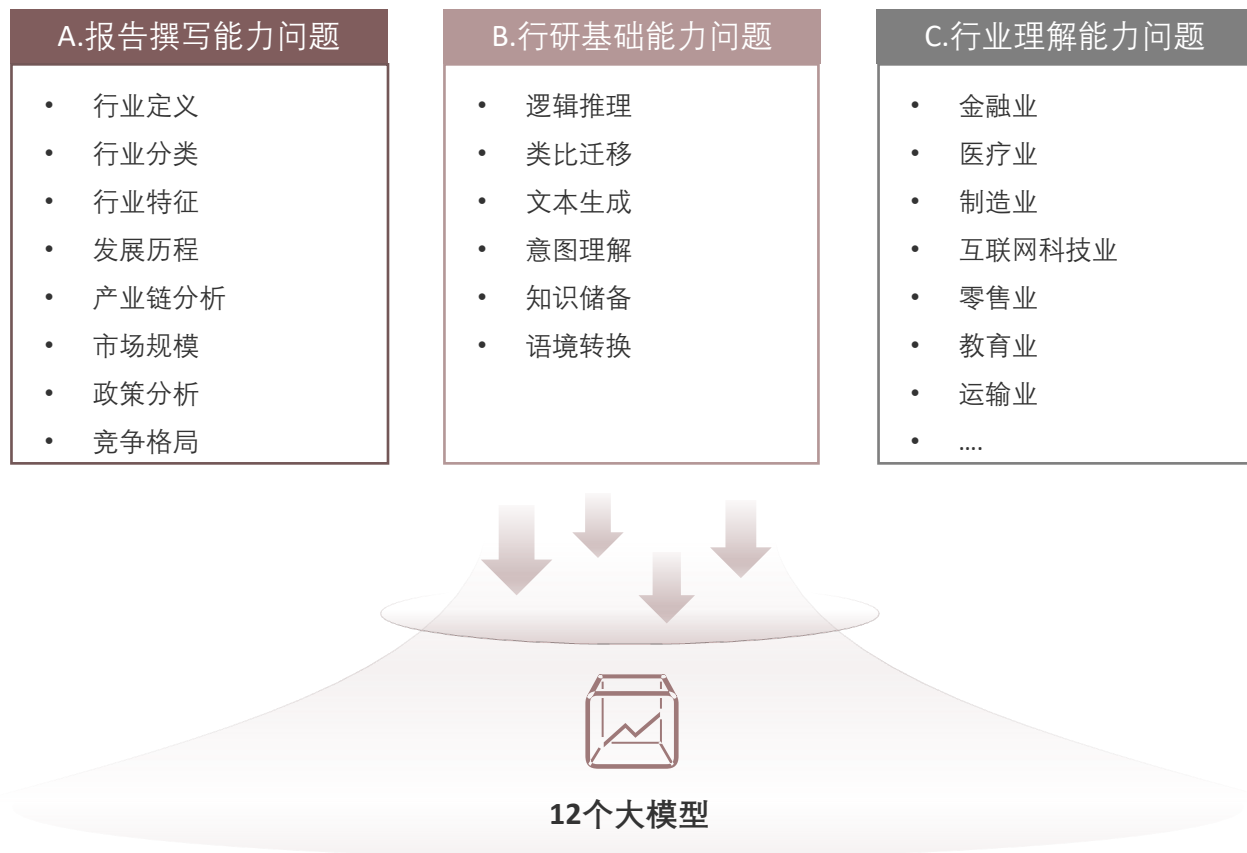 A.报告撰写能力问题
• 行业定义
• 行业分类
• 行业特征
• 发展历程
• 产业链分析
• 市场规模
• 政策分析
• 竞争格局
B.行研基础能力问题
• 逻辑推理
• 类比迁移
• 文本生成
• 意图理解
• 知识储备
• 语境转换
C.行业理解能力问题
• 金融业
• 医疗业
• 制造业
• 互联网科技业
• 零售业
• 教育业
• 运输业
• ....
12个大模型